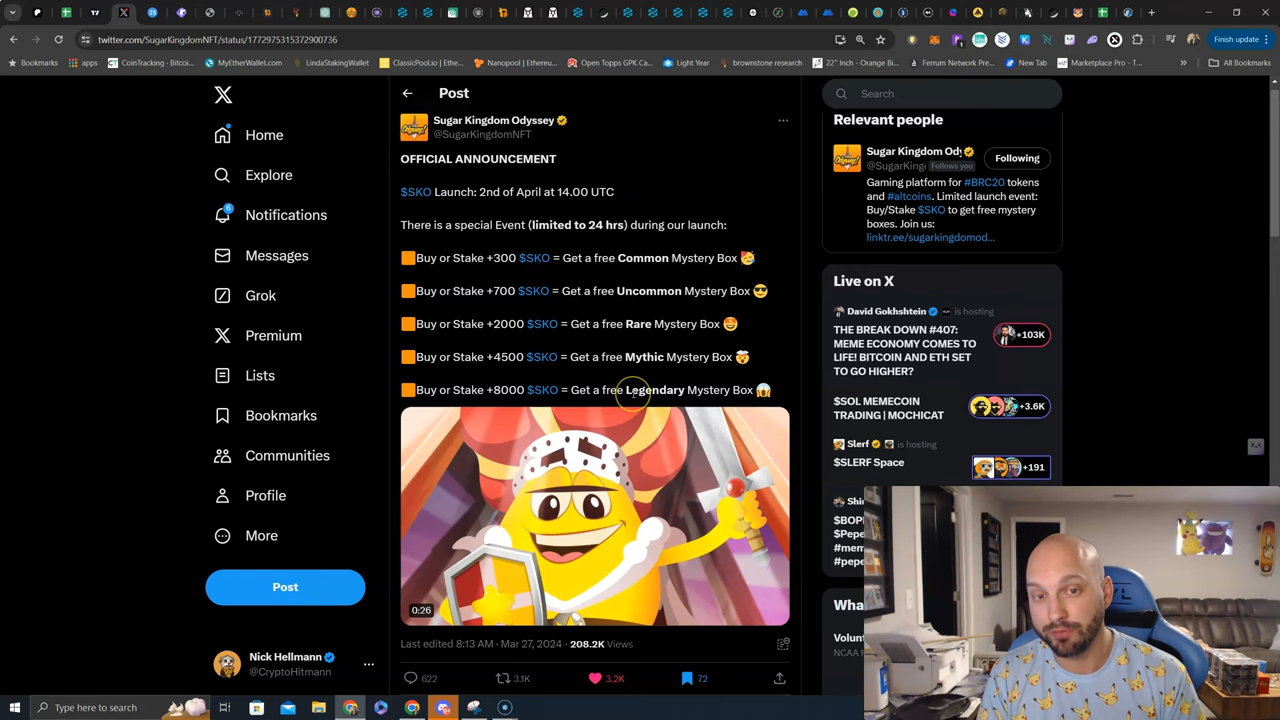 Finish update
twitter.com/SugarKingdomNFT/status/1772975315372900736
Bookmarks
apps
CoinTracking - Bitcoi...
MyEtherWallet.com
LindaStakingWallet
ClassicPool.io | Ethe...
Nanopool | Ethereu...
Open Topps GPK Ca...
Light Year
brownstone research
22" Inch - Orange Bi...
Ferrum Network Pre...
New Tab
Marketplace Pro - T...
All Bookmarks
Home
Explore
6
Notifications
Messages
Grok
Premium
Lists
Bookmarks
Communities
Profile
More
Post
Nick Hellmann
@CryptoHitmann
Post
Sugar Kingdom Odyssey
@SugarKingdomNFT
OFFICIAL ANNOUNCEMENT
$SKO Launch: 2nd of April at 14.00 UTC
There is a special Event (limited to 24 hrs) during our launch:
Buy or Stake +300 $SKO = Get a free Common Mystery Box
Buy or Stake +700 $SKO = Get a free Uncommon Mystery Box
Buy or Stake +2000 $SKO = Get a free Rare Mystery Box
Buy or Stake +4500 $SKO = Get a free Mythic Mystery Box
Buy or Stake +8000 $SKO = Get a free Legendary Mystery Box
0:26
Last edited 8:13 AM · Mar 27, 2024 · 208.2K Views
622
3.1K
3.2K
72
Search
Relevant people
Sugar Kingdom Od
@SugarKing
Follows you
Following
Gaming platform for #BRC20 tokens
and #altcoins. Limited launch event:
Buy/Stake $SKO to get free mystery
boxes. Join us:
linktr.ee/sugarkingdomod...
Live on X
David Gokhshtein is hosting
THE BREAK DOWN #407:
MEME ECONOMY COMES TO
LIFE! BITCOIN AND ETH SET
TO GO HIGHER?
+103K
$SOL MEMECOIN
TRADING | MOCHICAT
+3.6K
Slerf is hosting
$SLERF Space
+191
Type here to search